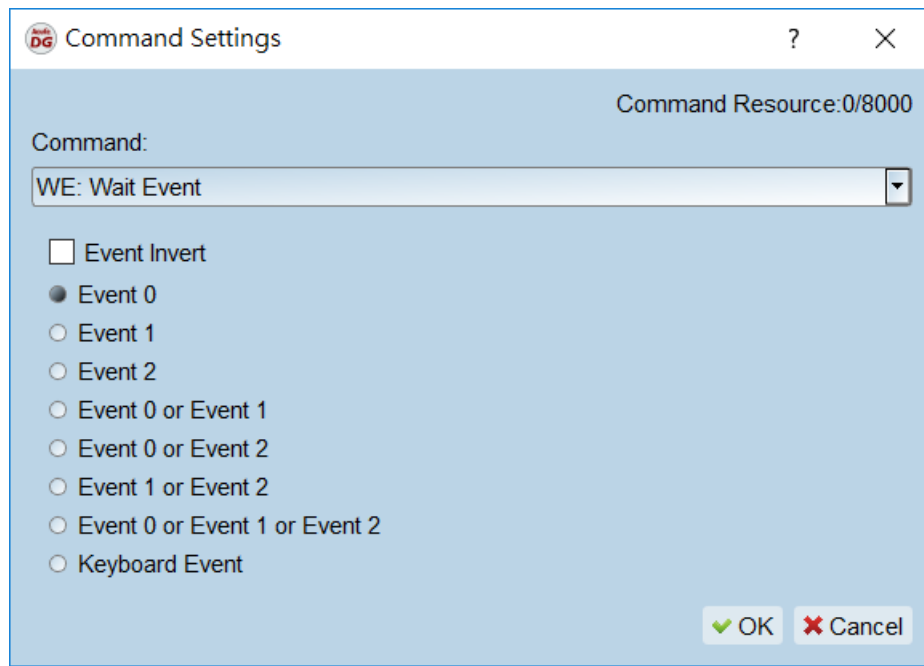 Acute
DG
Command Settings
?
Command Resource:0/8000
Command:
WE: Wait Event
Event Invert
Event 0
Event 1
Event 2
Event 0 or Event 1
Event 0 or Event 2
Event 1 or Event 2
Event 0 or Event 1 or Event 2
Keyboard Event
OK
Cancel